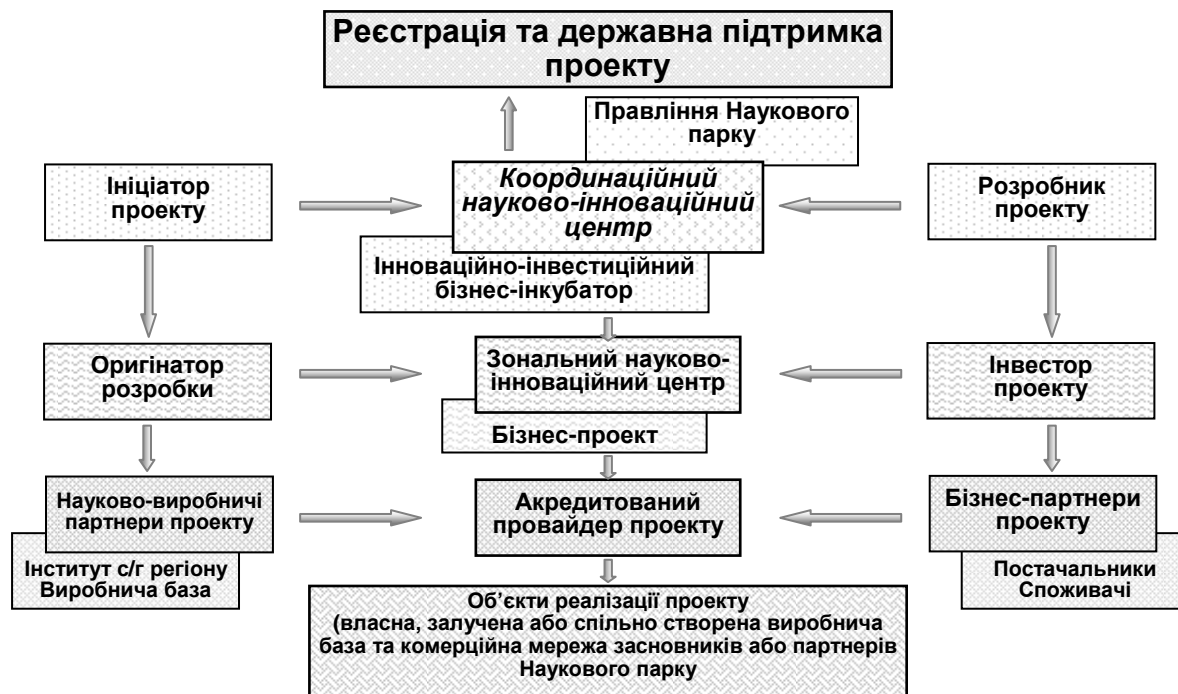 Реєстрація та державна підтримка
проекту
Правління Наукового
парку
Ініціатор
проекту
Координаційний
науково-інноваційний
центр
Розробник
проекту
Інноваційно-інвестиційний
бізнес-інкубатор
Оригінатор
розробки
Зональний науково-
інноваційний центр
Інвестор
проекту
Бізнес-проект
Науково-виробничі
партнери проекту
Акредитований
провайдер проекту
Бізнес-партнери
проекту
Інститут с/г регіону
Виробнича база
Постачальники
Споживачі
Об’єкти реалізації проекту
(власна, залучена або спільно створена виробнича
база та комерційна мережа засновників або партнерів
Наукового парку